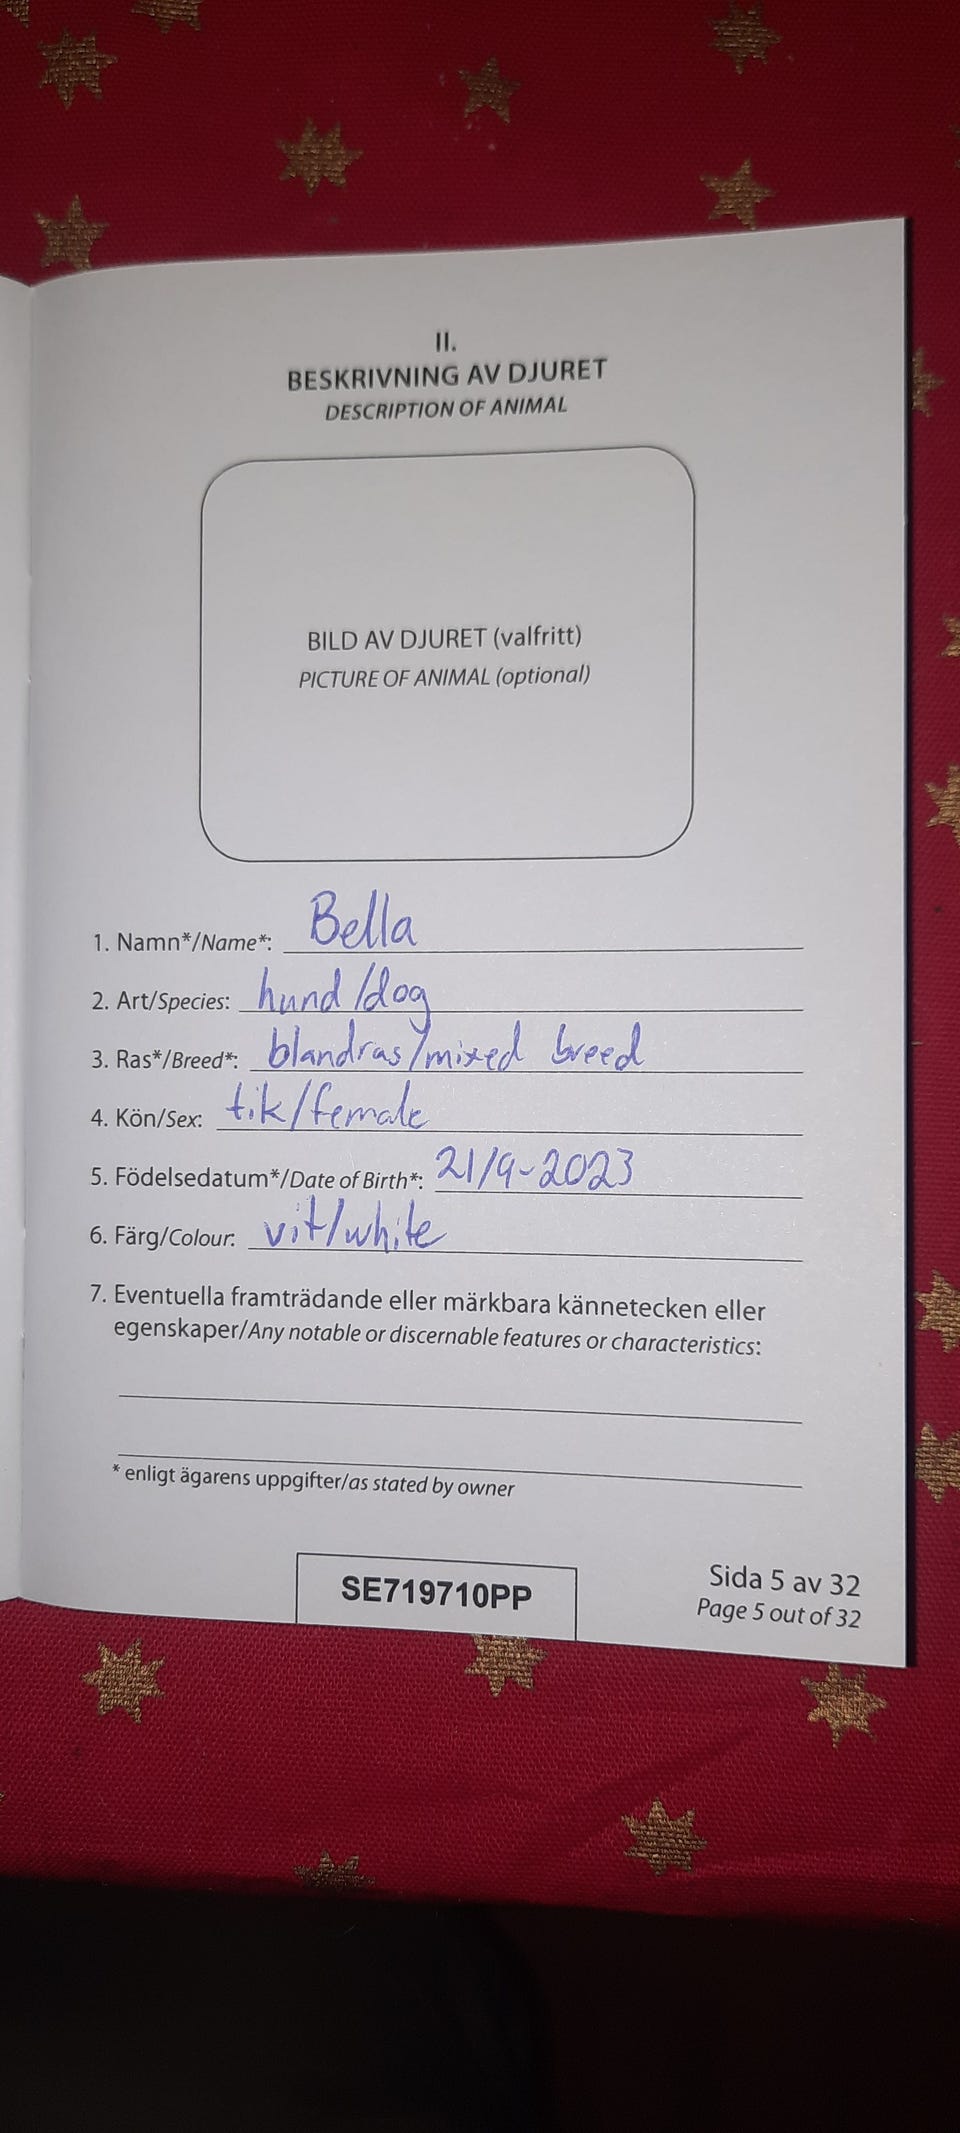 II.
BESKRIVNING AV DJURET
DESCRIPTION OF ANIMAL
BILD AV DJURET (valfritt)
PICTURE OF ANIMAL (optional)
1. Namn*/Name*: Bella
2. Art/Species: hund/dog
3. Ras*/Breed*: blandras/mixed breed
4. Kön/Sex: tik/female
5. Födelsedatum*/Date of Birth*: 21/9-2023
6. Färg/Colour: vit/white
7. Eventuella framträdande eller märkbara kännetecken eller
egenskaper/Any notable or discernable features or characteristics:
* enligt ägarens uppgifter/as stated by owner
SE719710PP
Sida 5 av 32
Page 5 out of 32